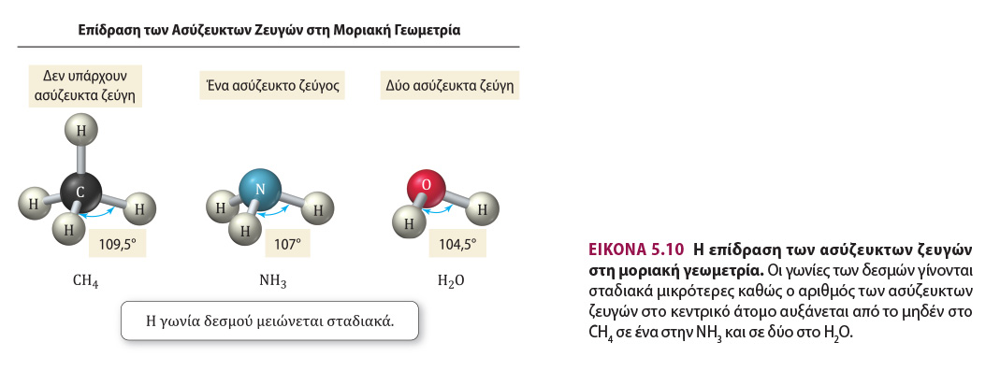 Επίδραση των Ασύζευκτων Ζευγών στη Μοριακή Γεωμετρία
Δεν υπάρχουν
ασύζευκτα ζεύγη
Ένα ασύζευκτο ζεύγος
Δύο ασύζευκτα ζεύγη
H
C
H
H
H
109,5°
CH₄
N
H
H
H
107°
NH₃
O
H
H
104,5°
H₂O
Η γωνία δεσμού μειώνεται σταδιακά.
ΕΙΚΟΝΑ 5.10 Η επίδραση των ασύζευκτων ζευγών
στη μοριακή γεωμετρία. Οι γωνίες των δεσμών γίνονται
σταδιακά μικρότερες καθώς ο αριθμός των ασύζευκτων
ζευγών στο κεντρικό άτομο αυξάνεται από το μηδέν στο
CH₄ σε ένα στην NH₃ και σε δύο στο H₂O.